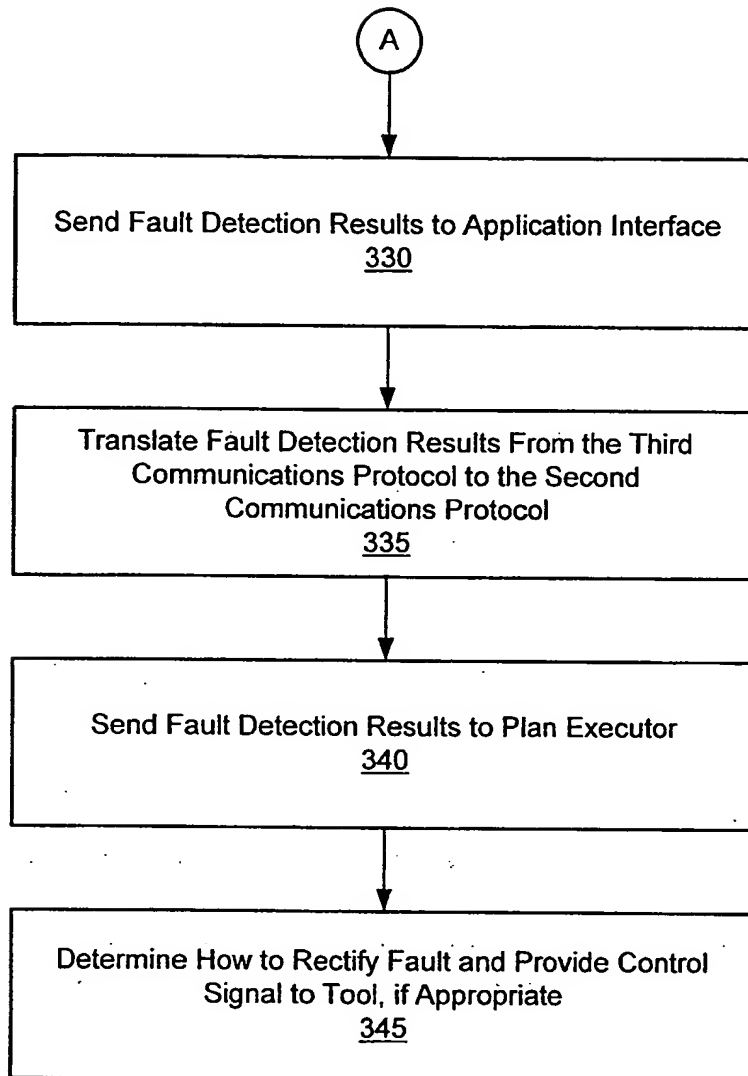 A
Send Fault Detection Results to Application Interface
330
Translate Fault Detection Results From the Third
Communications Protocol to the Second
Communications Protocol
335
Send Fault Detection Results to Plan Executor
340
Determine How to Rectify Fault and Provide Control
Signal to Tool, if Appropriate
345